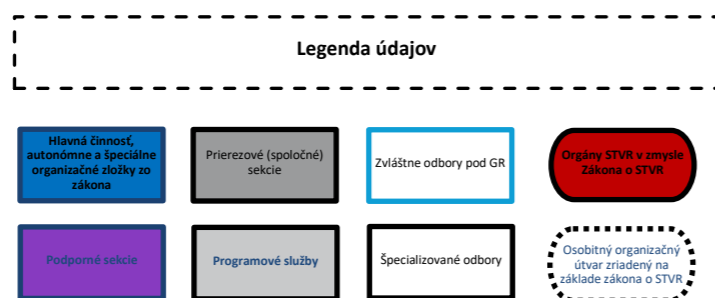 Legenda údajov
Hlavná činnosť,
autonómne a špeciálne
organizačné zložky zo
zákona
Prierezové (spoločné)
sekcie
Zvláštne odbory pod GR
Orgány STVR v zmysle
Zákona o STVR
Podporné sekcie
Programové služby
Špecializované odbory
Osobitný organizačný
útvar zriadený na
základe zákona o STVR